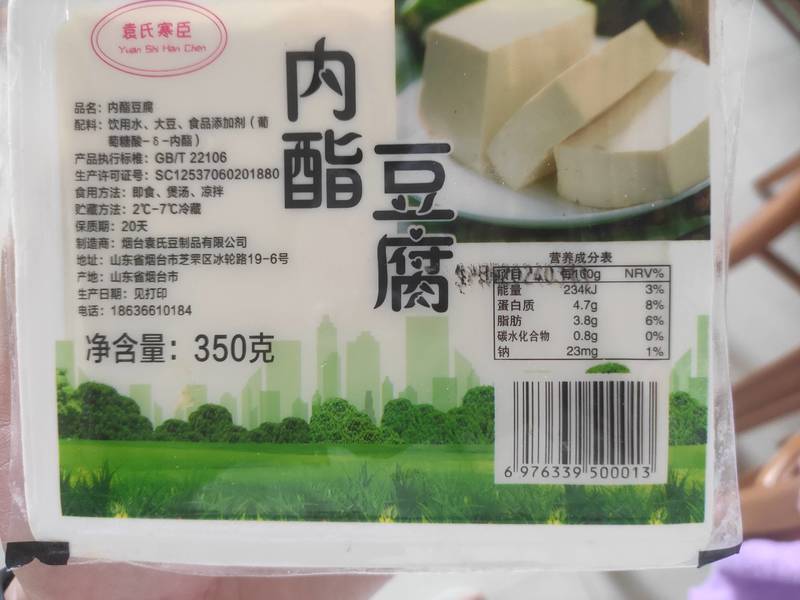 袁氏寒臣
Yuan Shi Han Chen
内酯
豆腐
品名：内酯豆腐
配料：饮用水、大豆、食品添加剂（葡
萄糖酸-δ-内酯）
产品执行标准：GB/T 22106
生产许可证号：SC12537060201880
食用方法：即食、煲汤、凉拌
贮藏方法：2℃-7℃冷藏
保质期：20天
制造商：烟台袁氏豆制品有限公司
地址：山东省烟台市芝罘区冰轮路19-6号
产地：山东省烟台市
生产日期：见打印
电话：18636610184
净含量：350克
营养成分表
项目 每100g NRV%
能量 234kJ 3%
蛋白质 4.7g 8%
脂肪 3.8g 6%
碳水化合物 0.8g 0%
钠 23mg 1%
6 976339 500013